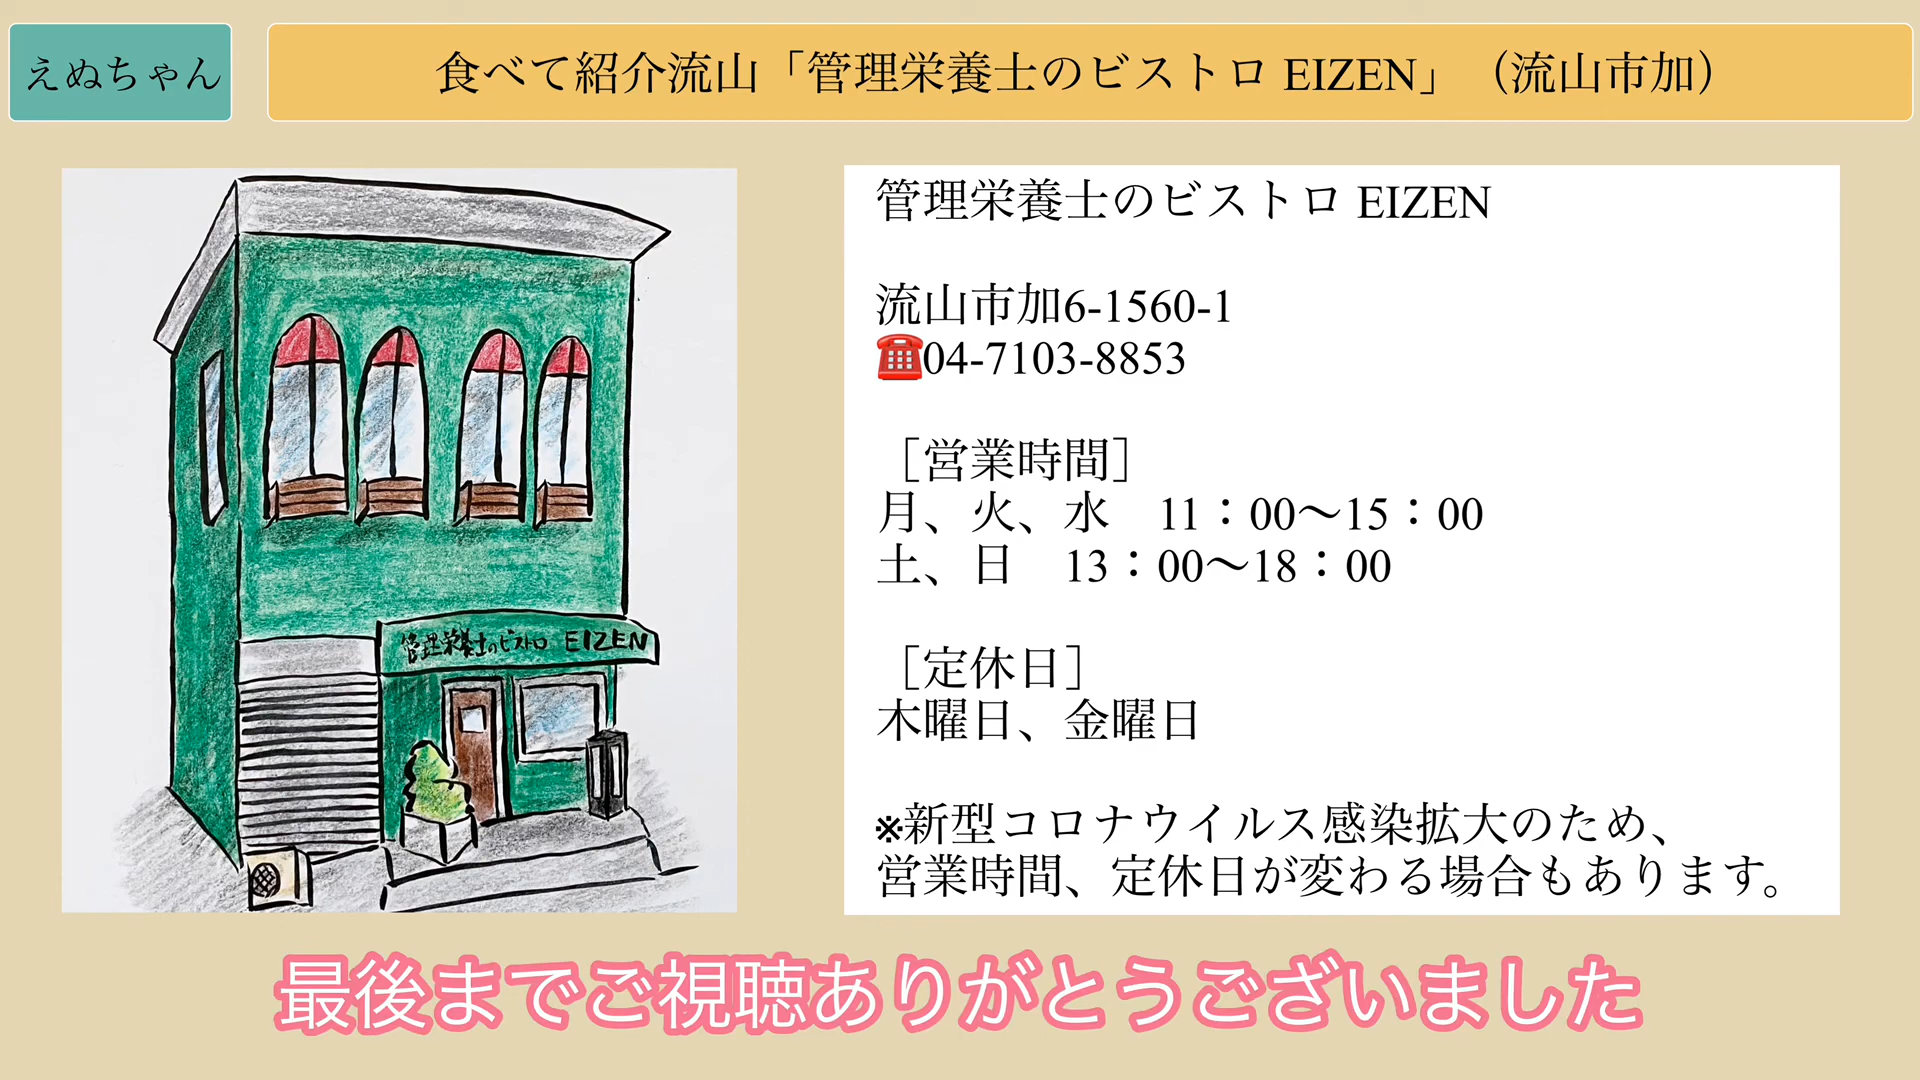 えぬちゃん
食べて紹介流山「管理栄養士のビストロ EIZEN」（流山市加）
管理栄養士のビストロ EIZEN
流山市加6-1560-1
☎️04-7103-8853
［営業時間］
月、火、水　11：00〜15：00
土、日　13：00〜18：00
［定休日］
木曜日、金曜日
※新型コロナウイルス感染拡大のため、
営業時間、定休日が変わる場合もあります。
管理栄養士のビストロ EIZEN
最後までご視聴ありがとうございました